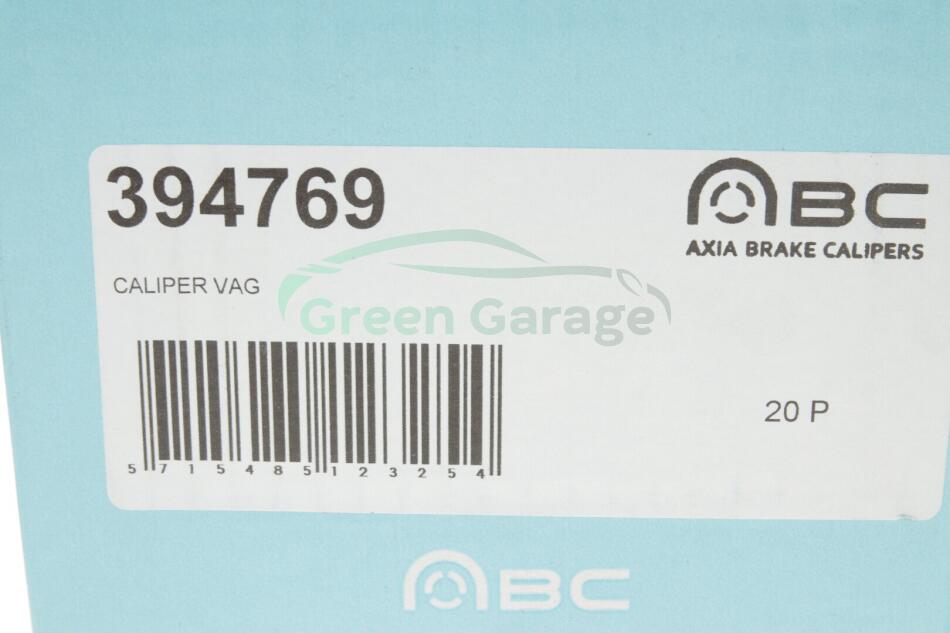 394769
ABC
AXIA BRAKE CALIPERS
CALIPER VAG
Green Garage
20 P
5 715485 123254
ABC